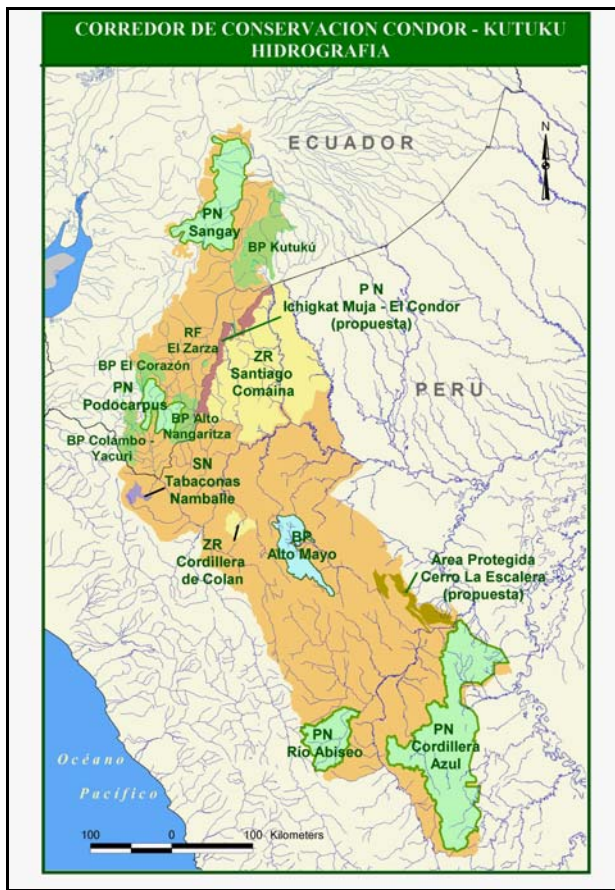 CORREDOR DE CONSERVACION CONDOR - KUTUKU
HIDROGRAFIA
ECUADOR
N
PN
Sangay
BP Kutukú
P N
Ichigkat Muja - El Condor
(propuesta)
RF
El Zarza
ZR
Santiago
Comaina
PERU
BP El Corazón
PN
Podocarpus
BP Alto
Nangaritza
BP Colambo -
Yacuri
SN
Tabaconas
Namballe
ZR
Cordillera
de Colan
BP
Alto Mayo
Area Protegida
Cerro La Escalera
(propuesta)
PN
Río Abiseo
PN
Cordillera
Azul
Océano
Pacífico
100 0 100 Kilometers